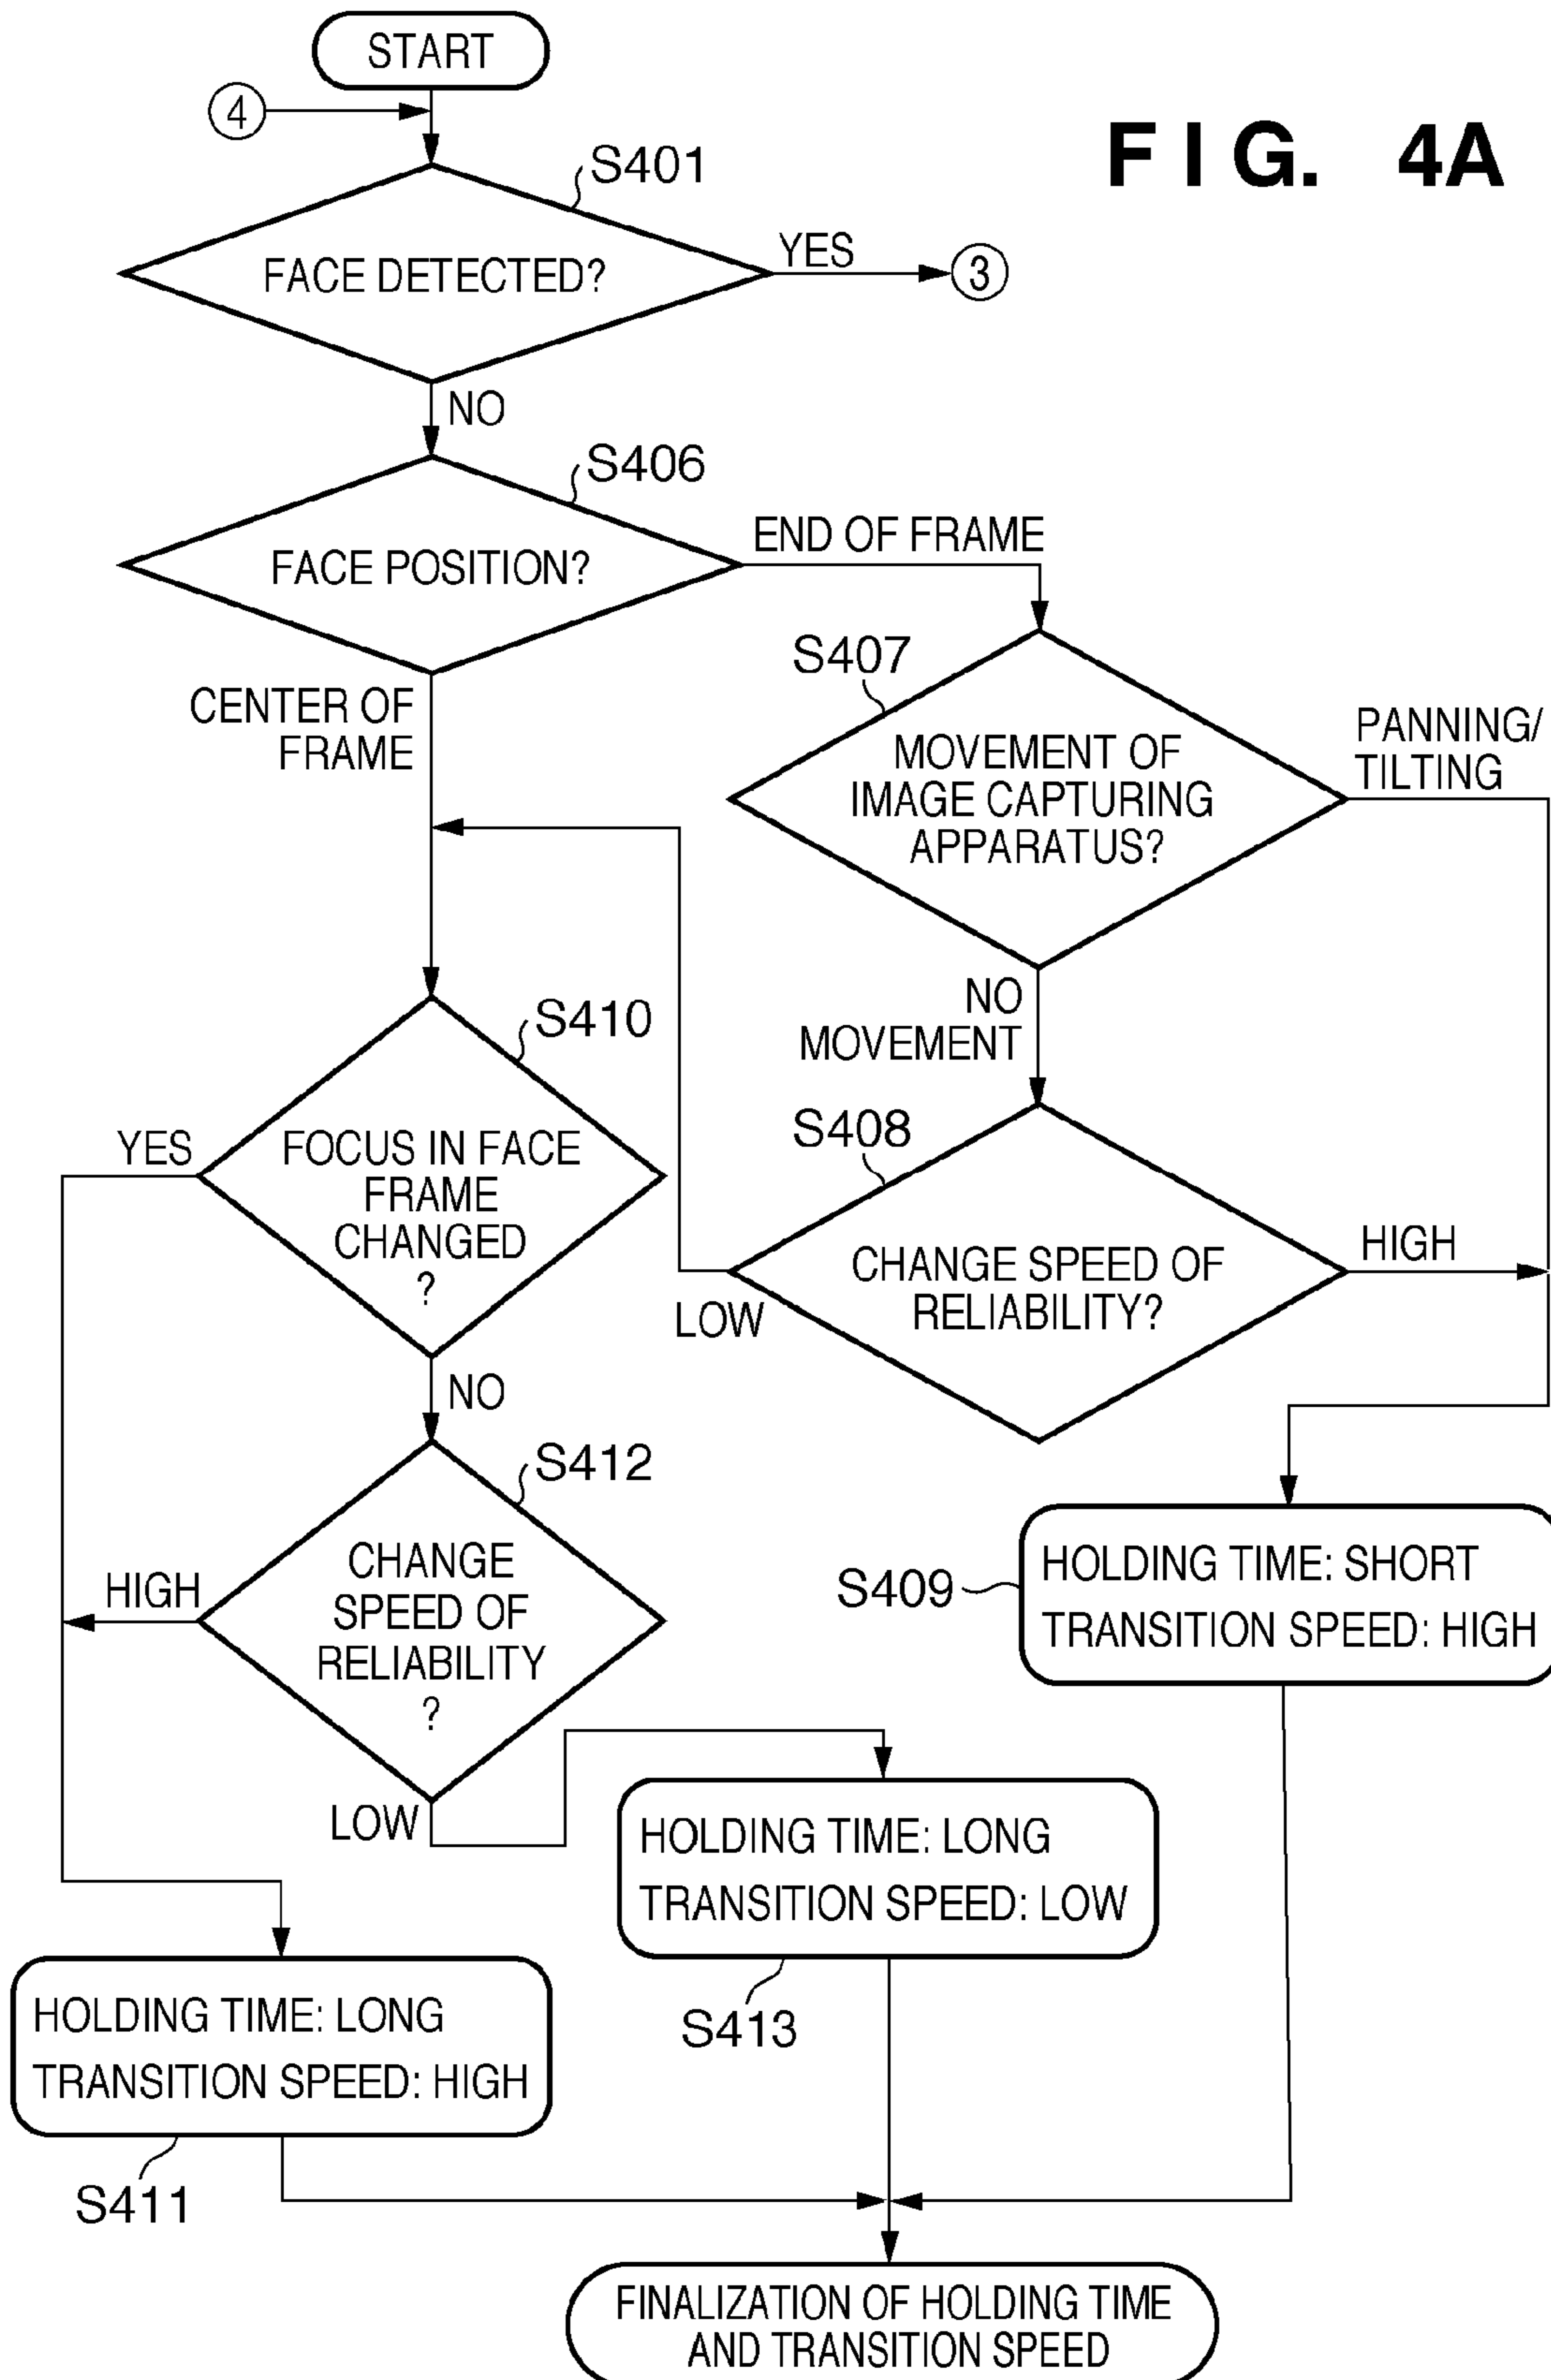 START
4
FIG. 4A
S401
FACE DETECTED?
YES
3
NO
S406
FACE POSITION?
END OF FRAME
CENTER OF
FRAME
S407
MOVEMENT OF
IMAGE CAPTURING
APPARATUS?
PANNING/
TILTING
NO
MOVEMENT
S408
CHANGE SPEED OF
RELIABILITY?
HIGH
LOW
S410
FOCUS IN FACE
FRAME
CHANGED
?
YES
NO
S412
CHANGE
SPEED OF
RELIABILITY
?
HIGH
LOW
S409
HOLDING TIME: SHORT
TRANSITION SPEED: HIGH
HOLDING TIME: LONG
TRANSITION SPEED: LOW
S413
HOLDING TIME: LONG
TRANSITION SPEED: HIGH
S411
FINALIZATION OF HOLDING TIME
AND TRANSITION SPEED